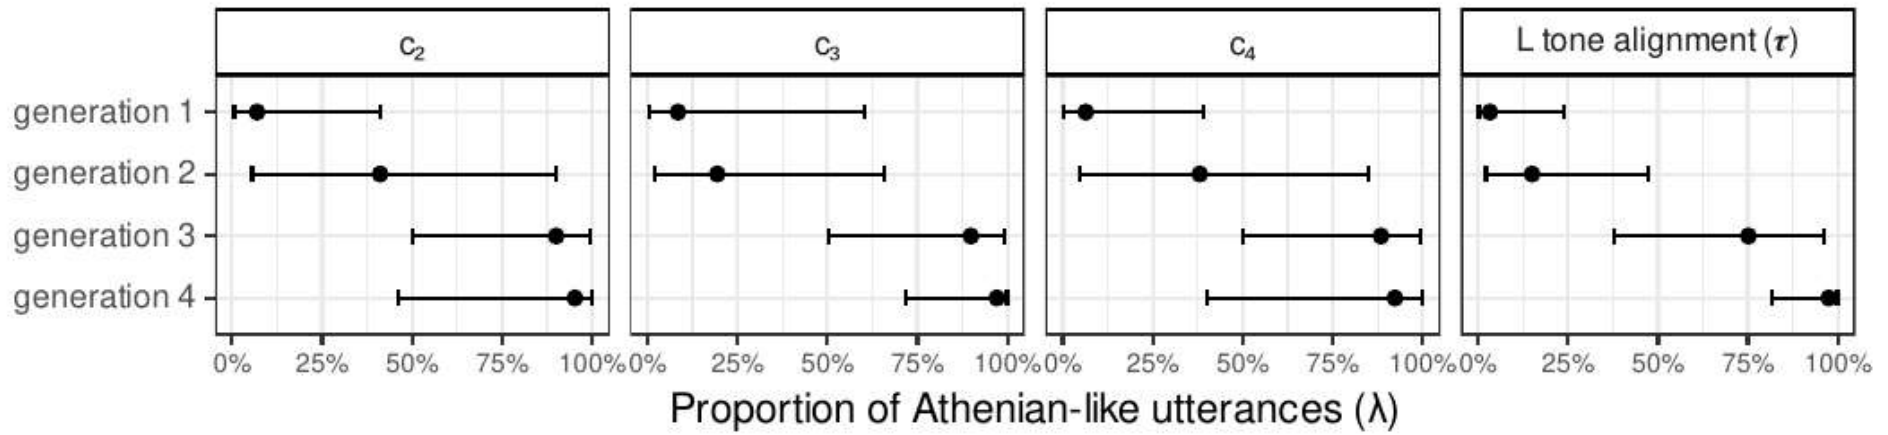 c₂ c₃ c₄ L tone alignment (τ)
generation 1
generation 2
generation 3
generation 4
0% 25% 50% 75% 100% 0% 25% 50% 75% 100% 0% 25% 50% 75% 100% 0% 25% 50% 75% 100%
Proportion of Athenian-like utterances (λ)